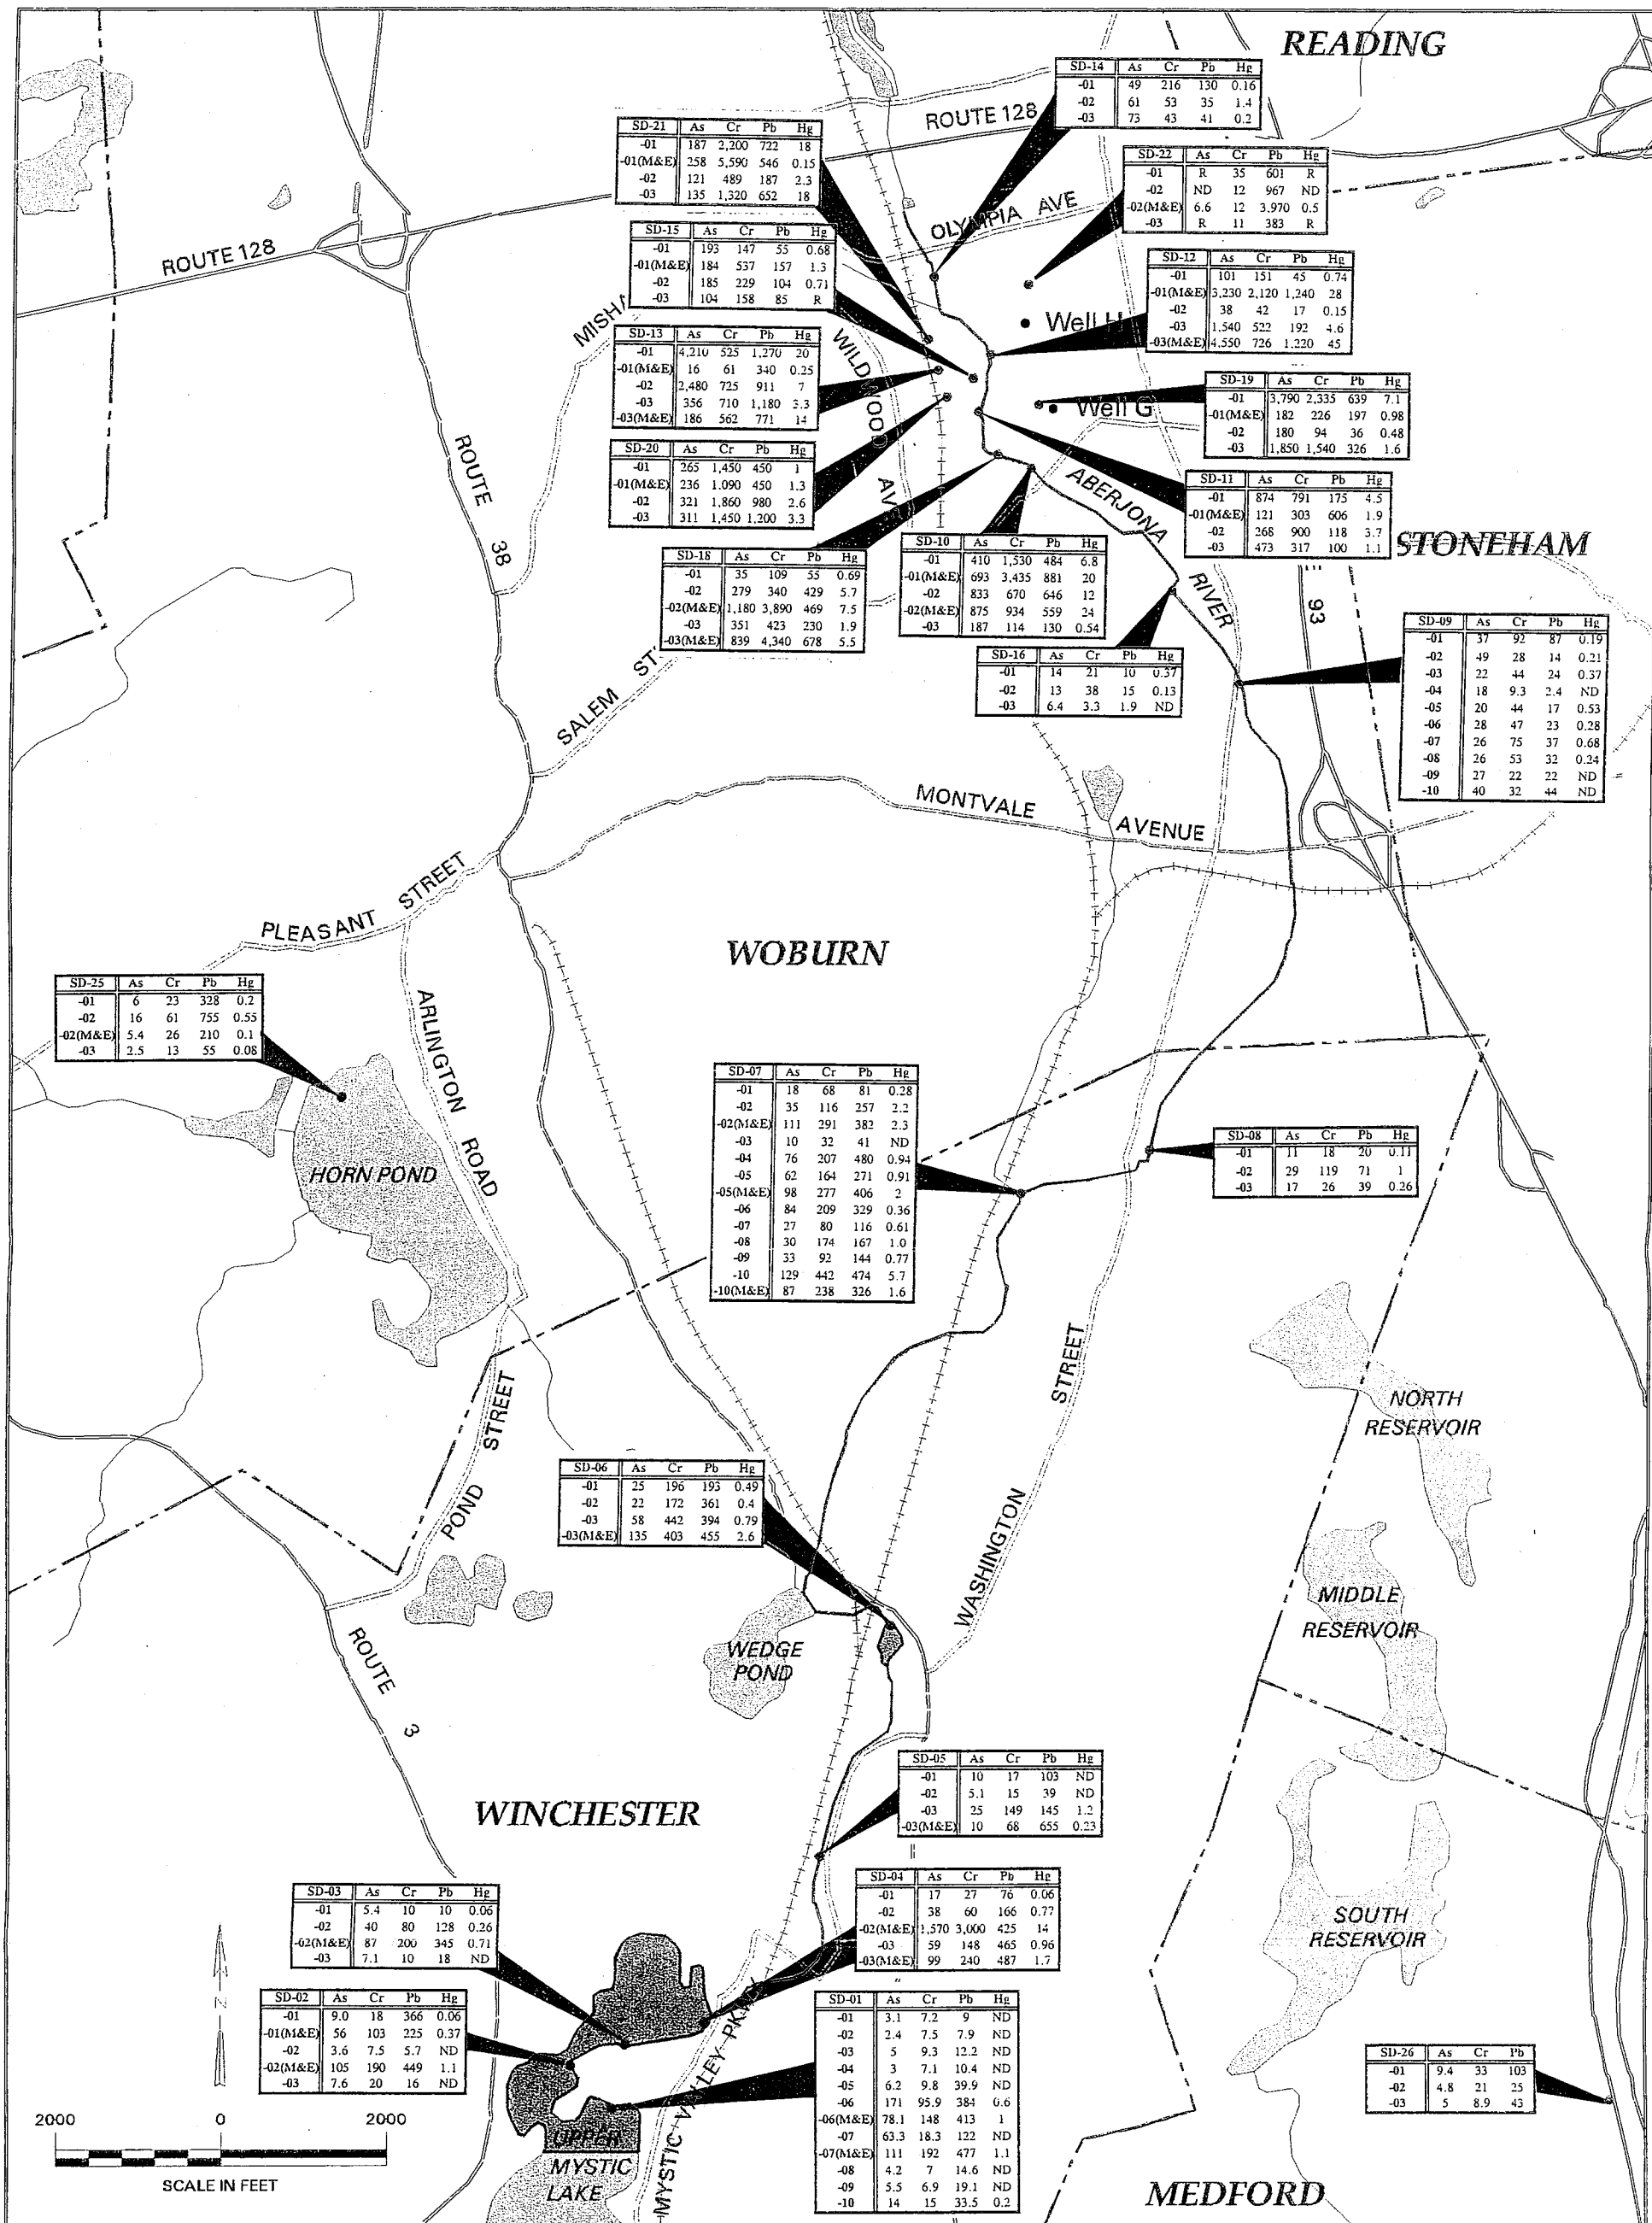 READING
SD-14 As Cr Pb Hg
-01 49 216 130 0.16
-02 61 53 35 1.4
-03 73 43 41 0.2
ROUTE 128
SD-21 As Cr Pb Hg
-01 187 2,200 722 18
-01(M&E) 258 5,590 546 0.15
-02 121 489 187 2.3
-03 135 1,320 652 18
SD-22 As Cr Pb Hg
-01 R 35 601 R
-02 ND 12 967 ND
-02(M&E) 6.6 12 3,970 0.5
-03 R 11 383 R
OLYMPIA AVE
ROUTE 128
SD-15 As Cr Pb Hg
-01 193 147 55 0.68
-01(M&E) 184 537 157 1.3
-02 185 229 104 0.71
-03 104 158 85 R
SD-12 As Cr Pb Hg
-01 101 151 45 0.74
-01(M&E) 3,230 2,120 1,240 28
-02 38 42 17 0.15
-03 1,540 522 192 4.6
-03(M&E) 4,550 726 1,220 45
Well H
MISHA
WILDWOOD
AV
SD-13 As Cr Pb Hg
-01 4,210 525 1,270 20
-01(M&E) 16 61 340 0.25
-02 2,480 725 911 7
-03 356 710 1,180 3.3
-03(M&E) 186 562 771 14
SD-19 As Cr Pb Hg
-01 3,790 2,335 639 7.1
-01(M&E) 182 226 197 0.98
-02 180 94 36 0.48
-03 1,850 1,540 326 1.6
Well G
SD-20 As Cr Pb Hg
-01 265 1,450 450 1
-01(M&E) 236 1,090 450 1.3
-02 321 1,860 980 2.6
-03 311 1,450 1,200 3.3
SD-11 As Cr Pb Hg
-01 874 791 175 4.5
-01(M&E) 121 303 606 1.9
-02 268 900 118 3.7
-03 473 317 100 1.1
ROUTE 38
ABERJONA RIVER
STONEHAM
93
SD-18 As Cr Pb Hg
-01 35 109 55 0.69
-02 279 340 429 5.7
-02(M&E) 1,180 3,890 469 7.5
-03 351 423 230 1.9
-03(M&E) 839 4,340 678 5.5
SD-10 As Cr Pb Hg
-01 410 1,530 484 6.8
-01(M&E) 693 3,435 881 20
-02 833 670 646 12
-02(M&E) 875 934 559 24
-03 187 114 130 0.54
SALEM ST
SD-16 As Cr Pb Hg
-01 14 21 10 0.37
-02 13 38 15 0.13
-03 6.4 3.3 1.9 ND
SD-09 As Cr Pb Hg
-01 37 92 87 0.19
-02 49 28 14 0.21
-03 22 44 24 0.37
-04 18 9.3 2.4 ND
-05 20 44 17 0.53
-06 28 47 23 0.28
-07 26 75 37 0.68
-08 26 53 32 0.24
-09 27 22 22 ND
-10 40 32 44 ND
MONTVALE AVENUE
PLEASANT STREET
WOBURN
SD-25 As Cr Pb Hg
-01 6 23 328 0.2
-02 16 61 755 0.55
-02(M&E) 5.4 26 210 0.1
-03 2.5 13 55 0.08
ARLINGTON ROAD
HORN POND
SD-07 As Cr Pb Hg
-01 18 68 81 0.28
-02 35 116 257 2.2
-02(M&E) 111 291 382 2.3
-03 10 32 41 ND
-04 76 207 480 0.94
-05 62 164 271 0.91
-05(M&E) 98 277 406 2
-06 84 209 329 0.36
-07 27 80 116 0.61
-08 30 174 167 1.0
-09 33 92 144 0.77
-10 129 442 474 5.7
-10(M&E) 87 238 326 1.6
SD-08 As Cr Pb Hg
-01 11 18 20 0.11
-02 29 119 71 1
-03 17 26 39 0.26
POND STREET
WASHINGTON STREET
NORTH
RESERVOIR
SD-06 As Cr Pb Hg
-01 25 196 193 0.49
-02 22 172 361 0.4
-03 58 442 394 0.79
-03(M&E) 135 403 455 2.6
MIDDLE
RESERVOIR
WEDGE
POND
ROUTE 3
SD-05 As Cr Pb Hg
-01 10 17 103 ND
-02 5.1 15 39 ND
-03 25 149 145 1.2
-03(M&E) 10 68 655 0.23
WINCHESTER
SD-04 As Cr Pb Hg
-01 17 27 76 0.06
-02 38 60 166 0.77
-02(M&E) 1,570 3,000 425 14
-03 59 148 465 0.96
-03(M&E) 99 240 487 1.7
SD-03 As Cr Pb Hg
-01 5.4 10 10 0.06
-02 40 80 128 0.26
-02(M&E) 87 200 345 0.71
-03 7.1 10 18 ND
SOUTH
RESERVOIR
SD-02 As Cr Pb Hg
-01 9.0 18 366 0.06
-01(M&E) 56 103 225 0.37
-02 3.6 7.5 5.7 ND
-02(M&E) 105 190 449 1.1
-03 7.6 20 16 ND
SD-01 As Cr Pb Hg
-01 3.1 7.2 9 ND
-02 2.4 7.5 7.9 ND
-03 5 9.3 12.2 ND
-04 3 7.1 10.4 ND
-05 6.2 9.8 39.9 ND
-06 171 95.9 384 0.6
-06(M&E) 78.1 148 413 1
-07 63.3 18.3 122 ND
-07(M&E) 111 192 477 1.1
-08 4.2 7 14.6 ND
-09 5.5 6.9 19.1 ND
-10 14 15 33.5 0.2
SD-26 As Cr Pb
-01 9.4 33 103
-02 4.8 21 25
-03 5 8.9 43
N
2000 0 2000
SCALE IN FEET
UPPER
MYSTIC
LAKE
MYSTIC VALLEY PKWY
MEDFORD